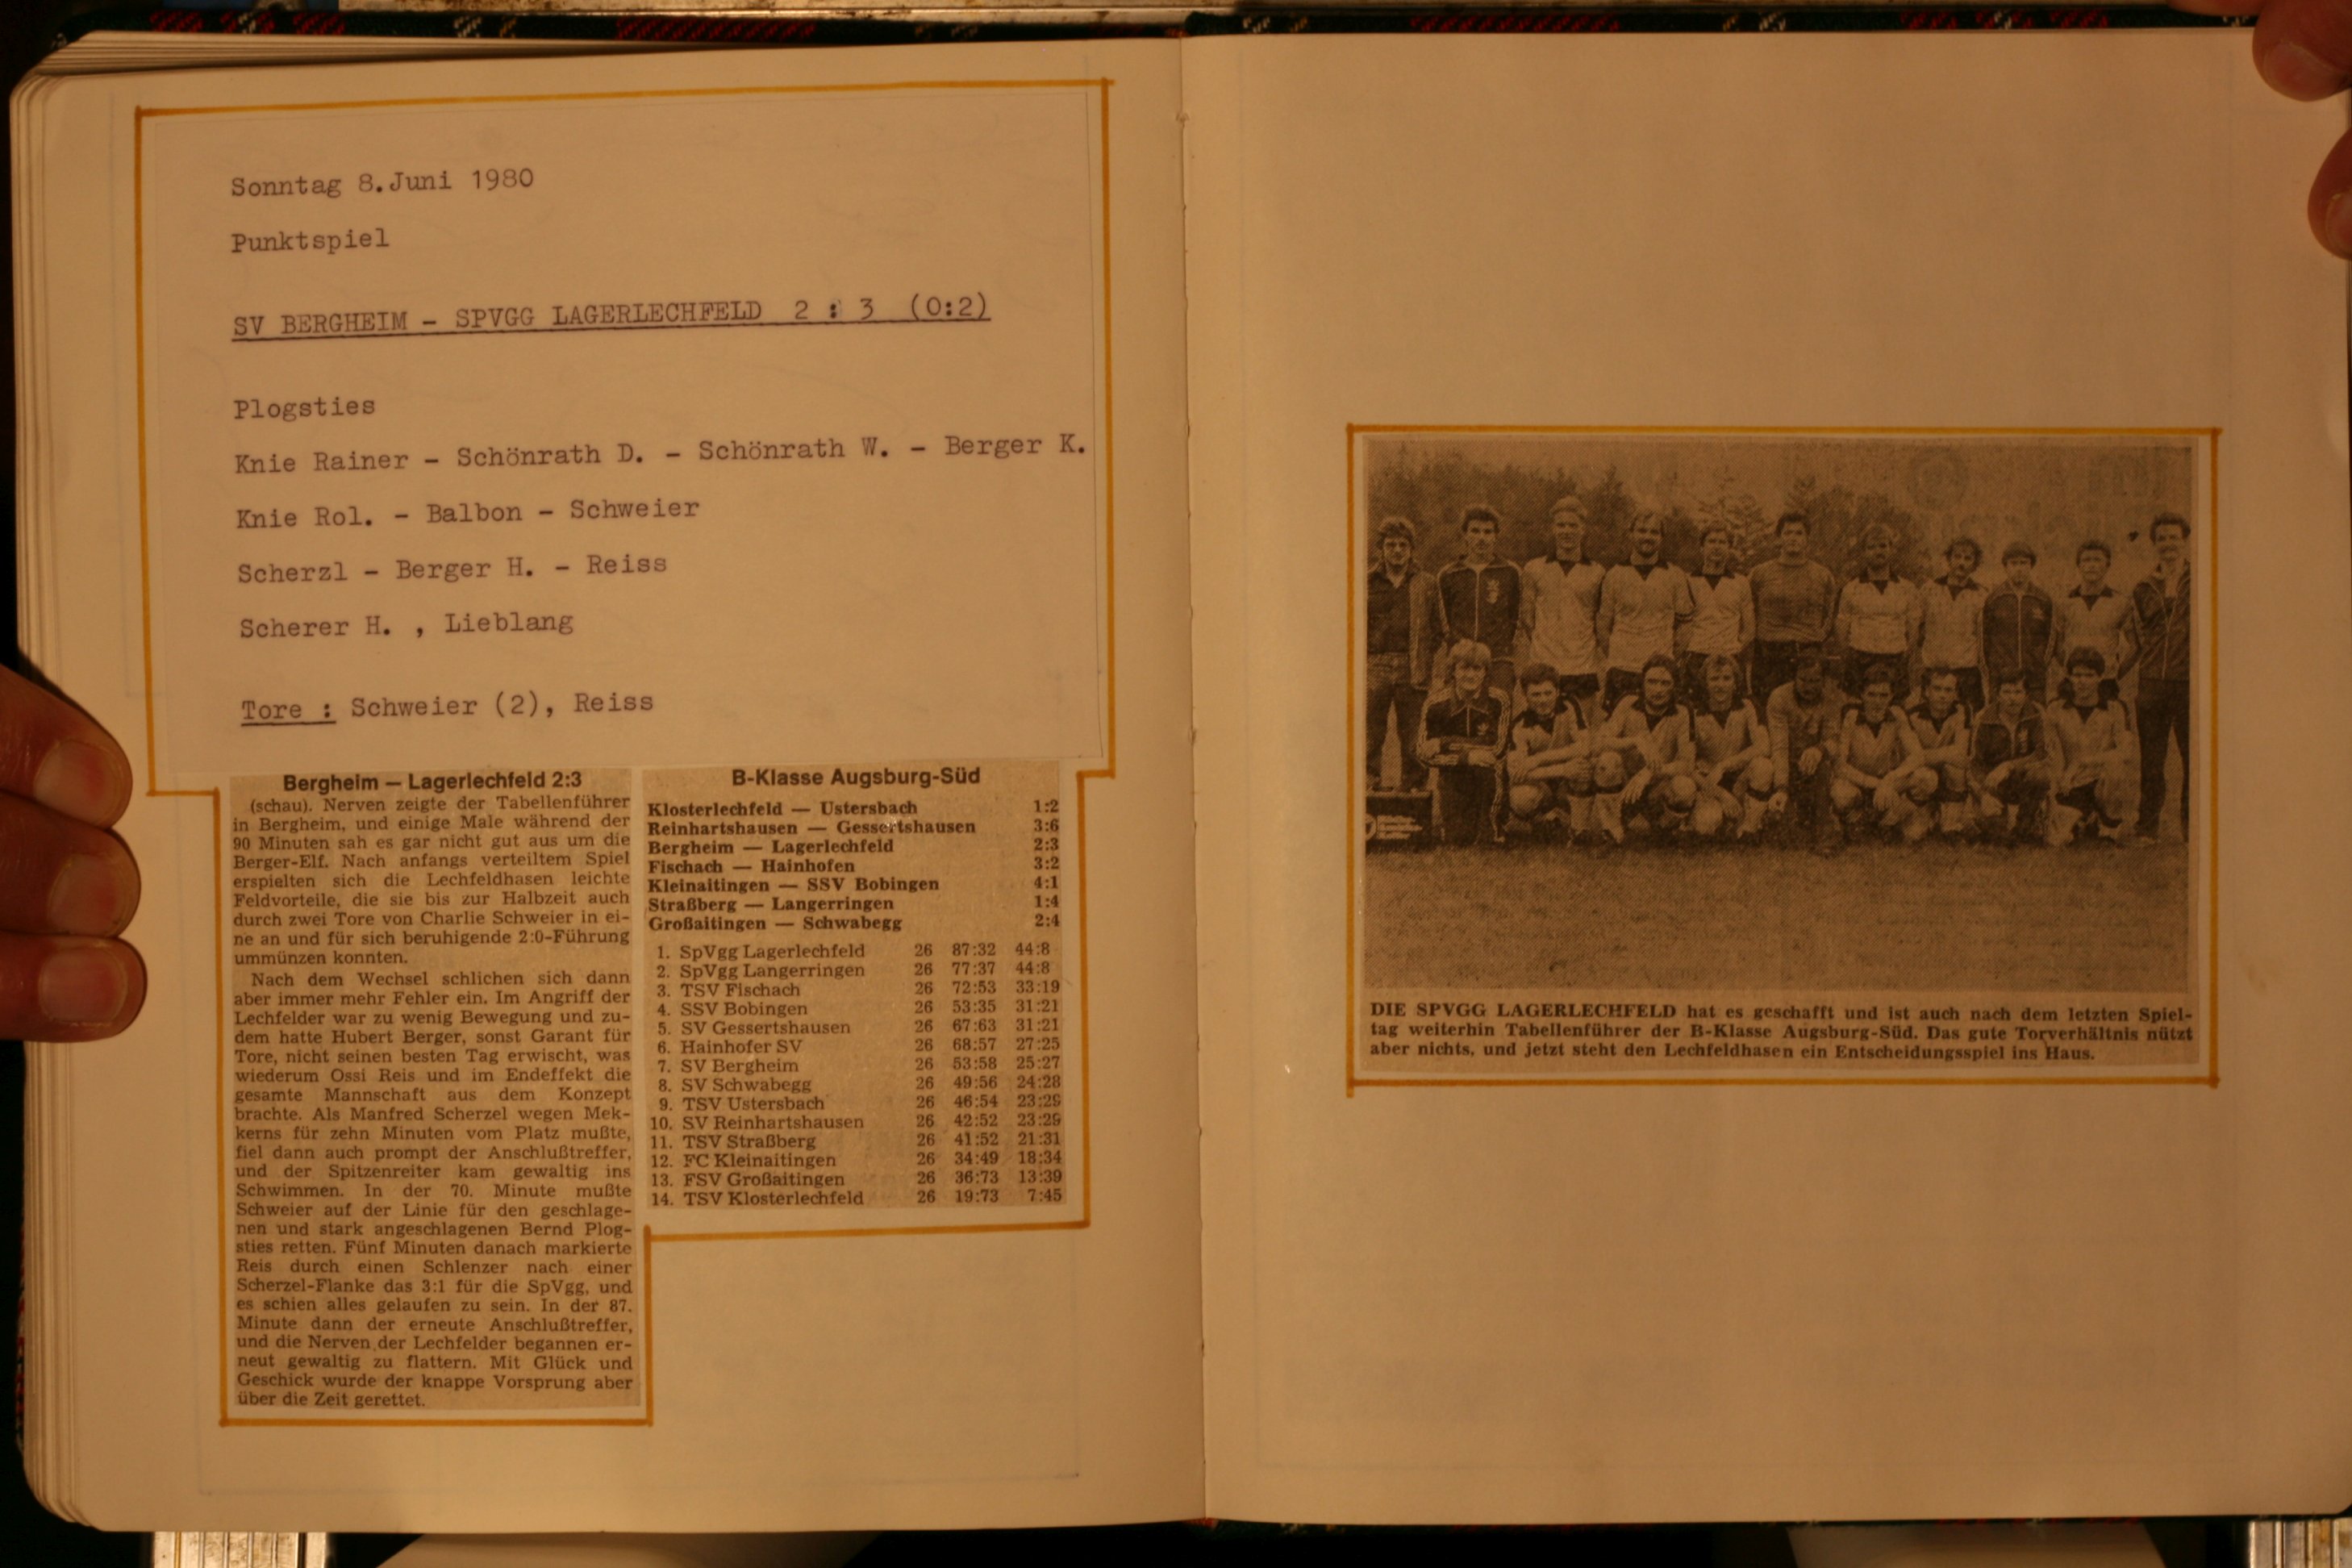 Sonntag 8.Juni 1980
Punktspiel
SV BERGHEIM – SPVGG LAGERLECHFELD 2 : 3 (0:2)
Plogsties
Knie Rainer – Schönrath D. – Schönrath W. – Berger K.
Knie Rol. – Balbon – Schweier
Scherzl – Berger H. – Reiss
Scherer H. , Lieblang
Tore : Schweier (2), Reiss
Bergheim — Lagerlechfeld 2:3
(schau). Nerven zeigte der Tabellenführer
in Bergheim, und einige Male während der
90 Minuten sah es gar nicht gut aus um die
Berger-Elf. Nach anfangs verteiltem Spiel
erspielten sich die Lechfeldhasen leichte
Feldvorteile, die sie bis zur Halbzeit auch
durch zwei Tore von Charlie Schweier in ei-
ne an und für sich beruhigende 2:0-Führung
ummünzen konnten.
Nach dem Wechsel schlichen sich dann
aber immer mehr Fehler ein. Im Angriff der
Lechfelder war zu wenig Bewegung und zu-
dem hatte Hubert Berger, sonst Garant für
Tore, nicht seinen besten Tag erwischt, was
wiederum Ossi Reis und im Endeffekt die
gesamte Mannschaft aus dem Konzept
brachte. Als Manfred Scherzel wegen Mek-
kerns für zehn Minuten vom Platz mußte,
fiel dann auch prompt der Anschlußtreffer,
und der Spitzenreiter kam gewaltig ins
Schwimmen. In der 70. Minute mußte
Schweier auf der Linie für den geschlage-
nen und stark angeschlagenen Bernd Plog-
sties retten. Fünf Minuten danach markierte
Reis durch einen Schlenzer nach einer
Scherzel-Flanke das 3:1 für die SpVgg, und
es schien alles gelaufen zu sein. In der 87.
Minute dann der erneute Anschlußtreffer,
und die Nerven der Lechfelder begannen er-
neut gewaltig zu flattern. Mit Glück und
Geschick wurde der knappe Vorsprung aber
über die Zeit gerettet.
B-Klasse Augsburg-Süd
Klosterlechfeld — Ustersbach 1:2
Reinhartshausen — Gessertshausen 3:6
Bergheim — Lagerlechfeld 2:3
Fischach — Hainhofen 3:2
Kleinaitingen — SSV Bobingen 4:1
Straßberg — Langerringen 1:4
Großaitingen — Schwabegg 2:4
1. SpVgg Lagerlechfeld 26 87:32 44:8
2. SpVgg Langerringen 26 77:37 44:8
3. TSV Fischach 26 72:53 33:19
4. SSV Bobingen 26 53:35 31:21
5. SV Gessertshausen 26 67:63 31:21
6. Hainhofer SV 26 68:57 27:25
7. SV Bergheim 26 53:58 25:27
8. SV Schwabegg 26 49:56 24:28
9. TSV Ustersbach 26 46:54 23:29
10. SV Reinhartshausen 26 42:52 23:29
11. TSV Straßberg 26 41:52 21:31
12. FC Kleinaitingen 26 34:49 18:34
13. FSV Großaitingen 26 36:73 13:39
14. TSV Klosterlechfeld 26 19:73 7:45
DIE SPVGG LAGERLECHFELD hat es geschafft und ist auch nach dem letzten Spiel-
tag weiterhin Tabellenführer der B-Klasse Augsburg-Süd. Das gute Torverhältnis nützt
aber nichts, und jetzt steht den Lechfeldhasen ein Entscheidungsspiel ins Haus.